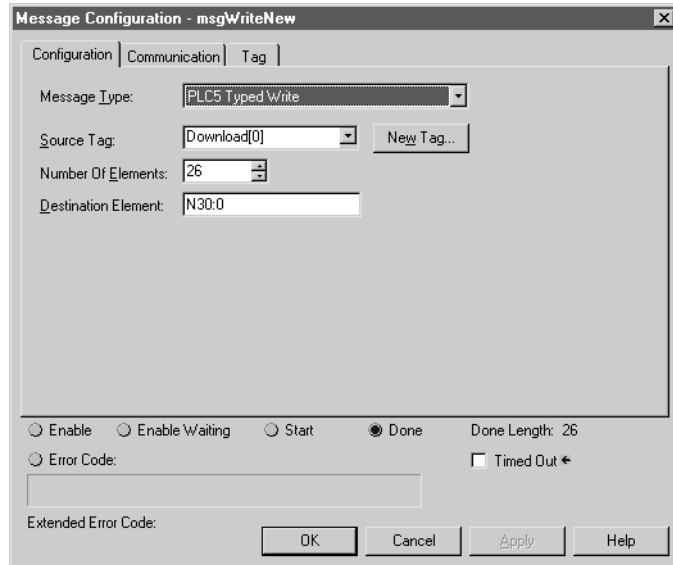 Message Configuration - msgWriteNew
Configuration Communication Tag
Message Type: PLC5 Typed Write
Source Tag: Download[0] New Tag...
Number Of Elements: 26
Destination Element: N30:0
Enable Enable Waiting Start Done Done Length: 26
Error Code: Timed Out ←
Extended Error Code:
OK Cancel Apply Help